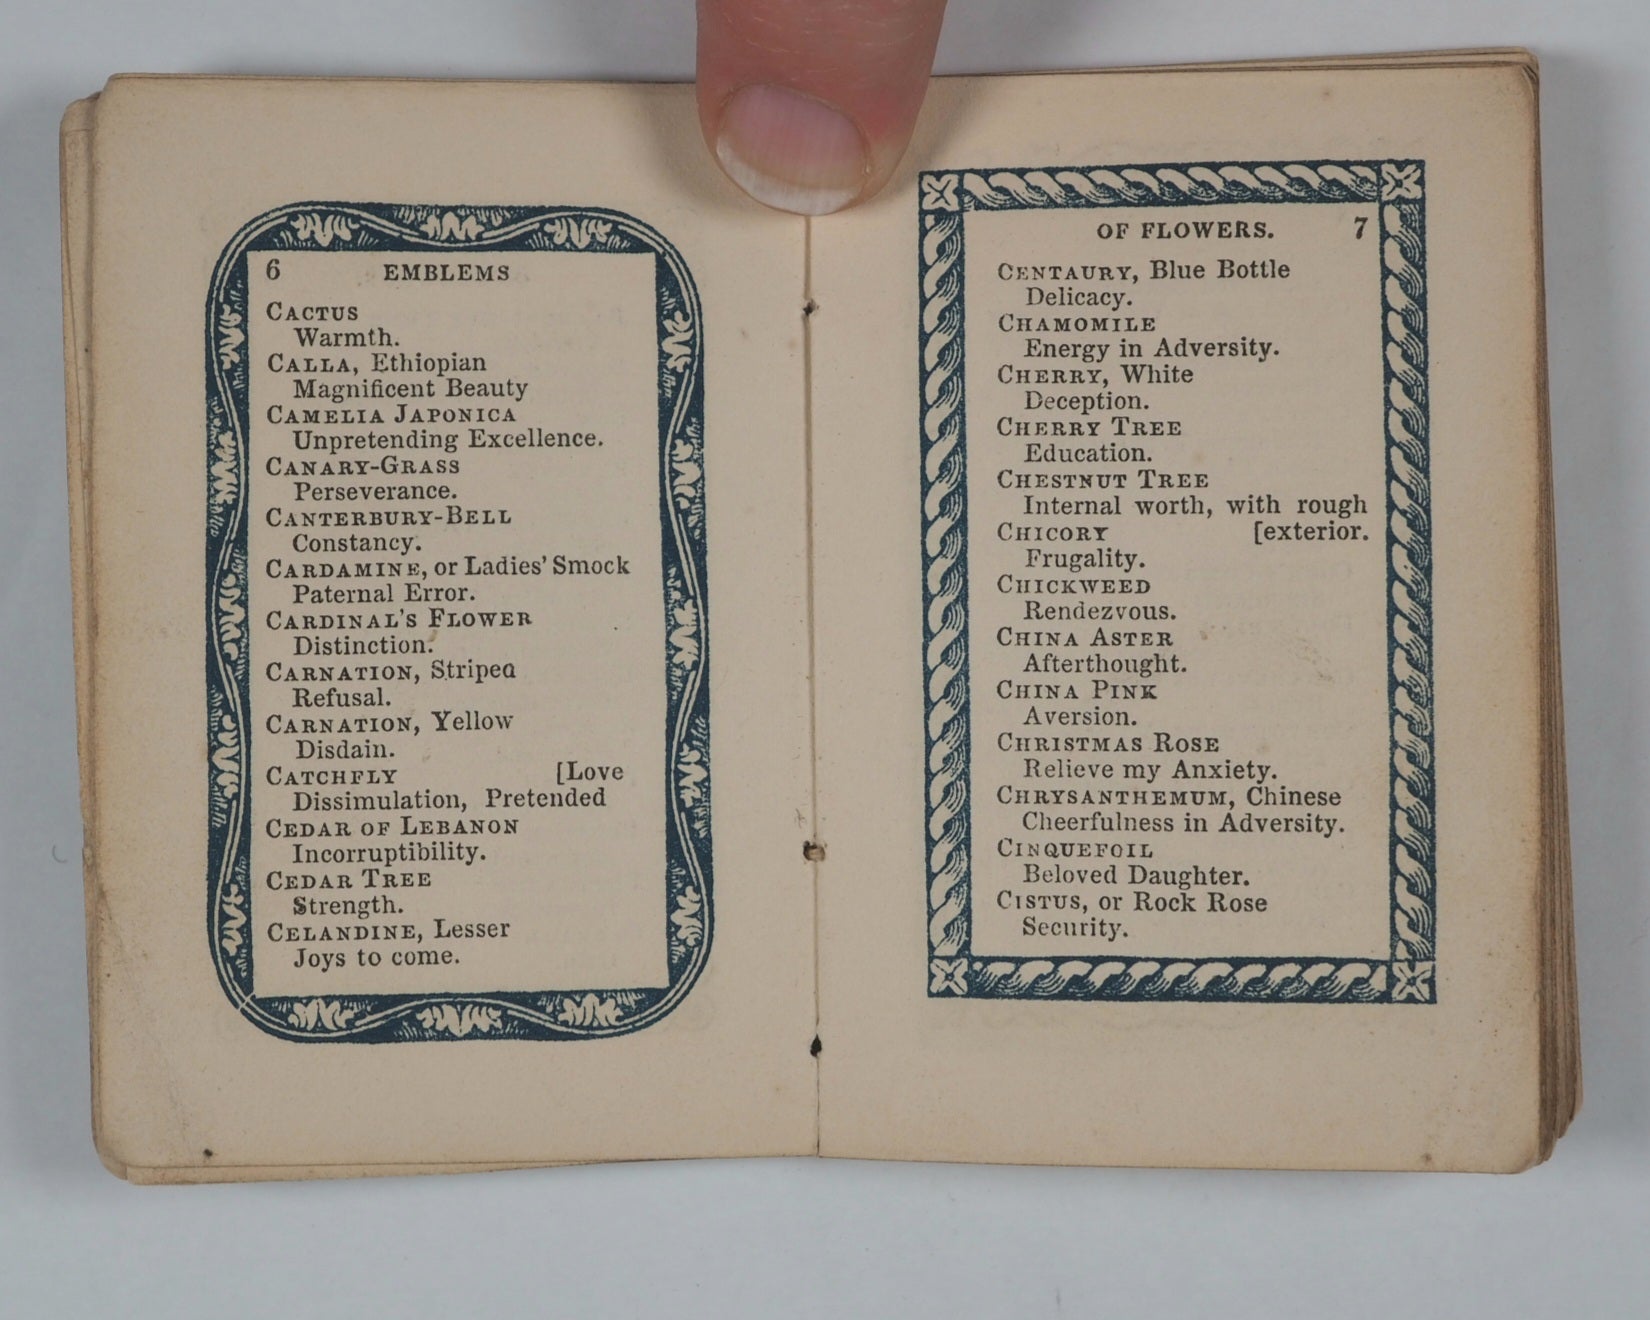 6 EMBLEMS
CACTUS
Warmth.
CALLA, Ethiopian
Magnificent Beauty
CAMELIA JAPONICA
Unpretending Excellence.
CANARY-GRASS
Perseverance.
CANTERBURY-BELL
Constancy.
CARDAMINE, or Ladies' Smock
Paternal Error.
CARDINAL'S FLOWER
Distinction.
CARNATION, Striped
Refusal.
CARNATION, Yellow
Disdain.
CATCHFLY [Love
Dissimulation, Pretended
CEDAR OF LEBANON
Incorruptibility.
CEDAR TREE
Strength.
CELANDINE, Lesser
Joys to come.
OF FLOWERS. 7
CENTAURY, Blue Bottle
Delicacy.
CHAMOMILE
Energy in Adversity.
CHERRY, White
Deception.
CHERRY TREE
Education.
CHESTNUT TREE
Internal worth, with rough
CHICORY [exterior.
Frugality.
CHICKWEED
Rendezvous.
CHINA ASTER
Afterthought.
CHINA PINK
Aversion.
CHRISTMAS ROSE
Relieve my Anxiety.
CHRYSANTHEMUM, Chinese
Cheerfulness in Adversity.
CINQUEFOIL
Beloved Daughter.
CISTUS, or Rock Rose
Security.